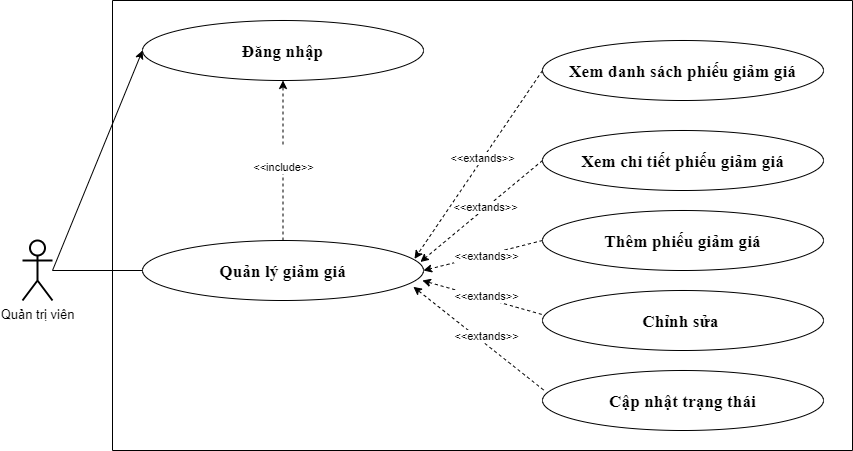 Đăng nhập
Xem danh sách phiếu giảm giá
<<extands>>
<<include>>
Xem chi tiết phiếu giảm giá
<<extands>>
Thêm phiếu giảm giá
<<extands>>
Quản lý giảm giá
<<extands>>
Quản trị viên
Chỉnh sửa
<<extands>>
Cập nhật trạng thái